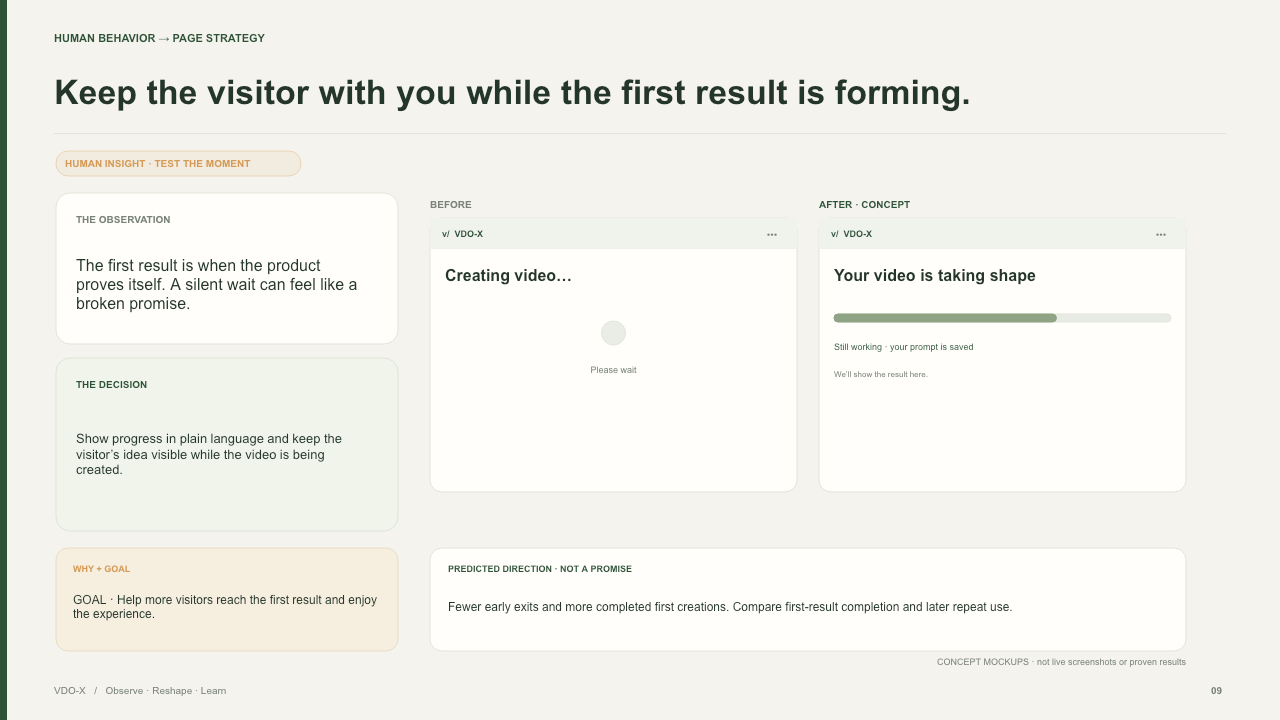 HUMAN BEHAVIOR → PAGE STRATEGY
Keep the visitor with you while the first result is forming.
HUMAN INSIGHT · TEST THE MOMENT
THE OBSERVATION
The first result is when the product
proves itself. A silent wait can feel like a
broken promise.
THE DECISION
Show progress in plain language and keep the
visitor's idea visible while the video is being
created.
WHY + GOAL
GOAL · Help more visitors reach the first result and enjoy
the experience.
BEFORE
v/ VDO-X •••
Creating video…
Please wait
AFTER · CONCEPT
v/ VDO-X •••
Your video is taking shape
Still working · your prompt is saved
We'll show the result here.
PREDICTED DIRECTION · NOT A PROMISE
Fewer early exits and more completed first creations. Compare first-result completion and later repeat use.
CONCEPT MOCKUPS · not live screenshots or proven results
VDO-X / Observe · Reshape · Learn
09